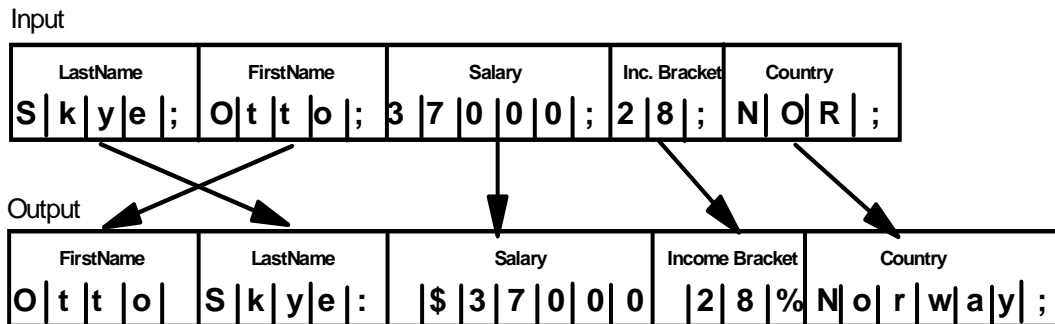 Input
LastName FirstName Salary Inc. Bracket Country
S|k|y|e|; O|t|t|o|; 3|7|0|0|0|; 2|8|; N|O|R|;
Output
FirstName LastName Salary Income Bracket Country
O|t|t|o| S|k|y|e|: |$|3|7|0|0|0 |2|8|% N|o|r|w|a|y|;